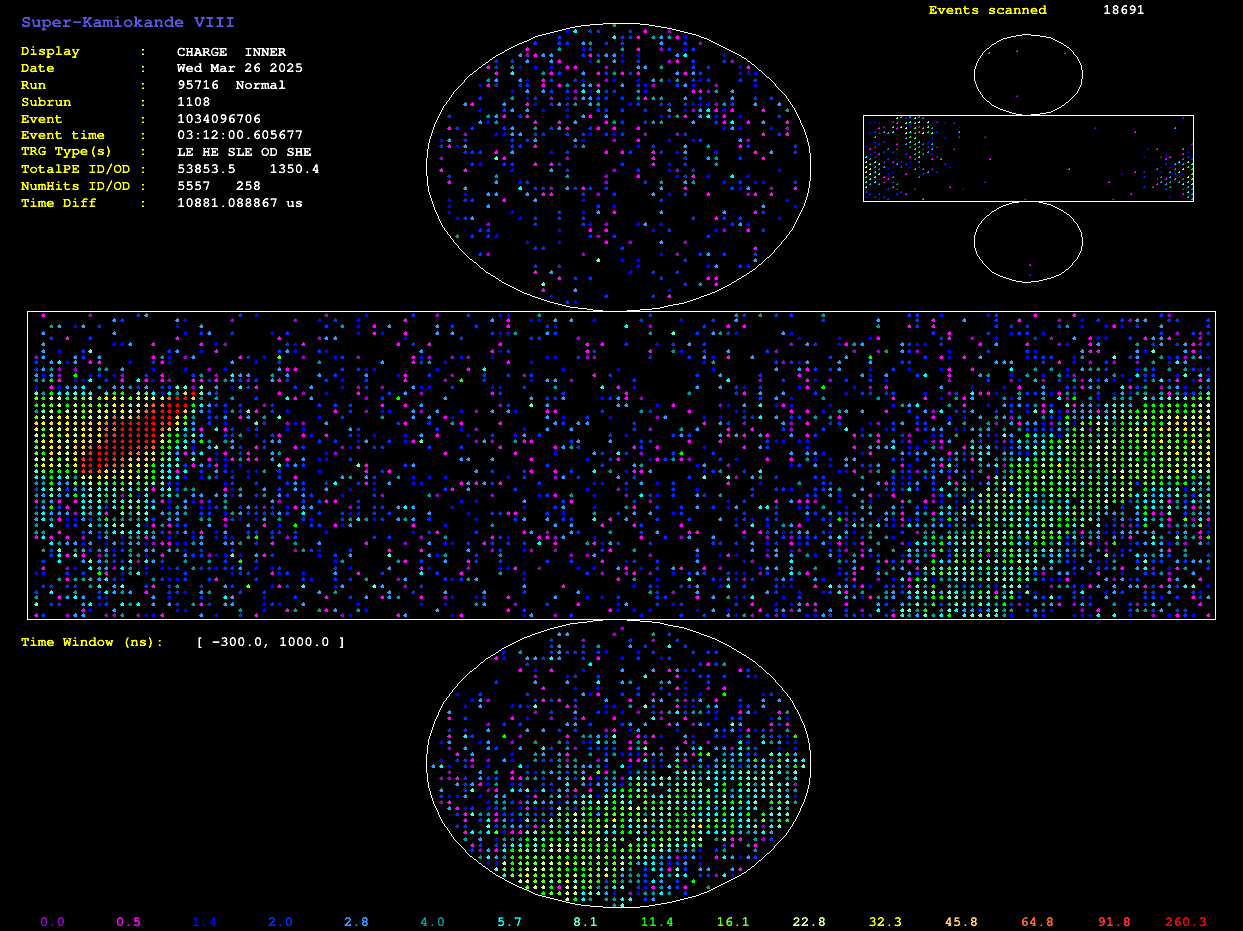 Super-Kamiokande VIII
Events scanned 18691
Display : CHARGE INNER
Date : Wed Mar 26 2025
Run : 95716 Normal
Subrun : 1108
Event : 1034096706
Event time : 03:12:00.605677
TRG Type(s) : LE HE SLE OD SHE
TotalPE ID/OD : 53853.5 1350.4
NumHits ID/OD : 5557 258
Time Diff : 10881.088867 us
Time Window (ns): [ -300.0, 1000.0 ]
0.0 0.5 1.4 2.0 2.8 4.0 5.7 8.1 11.4 16.1 22.8 32.3 45.8 64.8 91.8 260.3